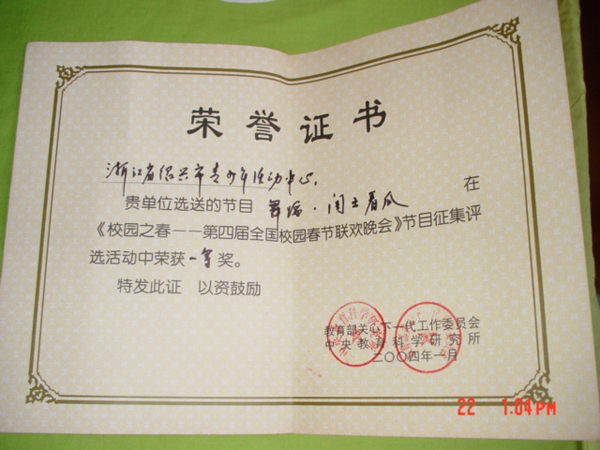 荣誉证书
浙江省绍兴市青少年活动中心
贵单位选送的节目 舞蹈·闰土看瓜 在
《校园之春——第四届全国校园春节联欢晚会》节目征集评
选活动中荣获一等奖。
特发此证 以资鼓励
教育部关心下一代工作委员会
中央教育科学研究所
二〇〇四年一月
22 1:04PM